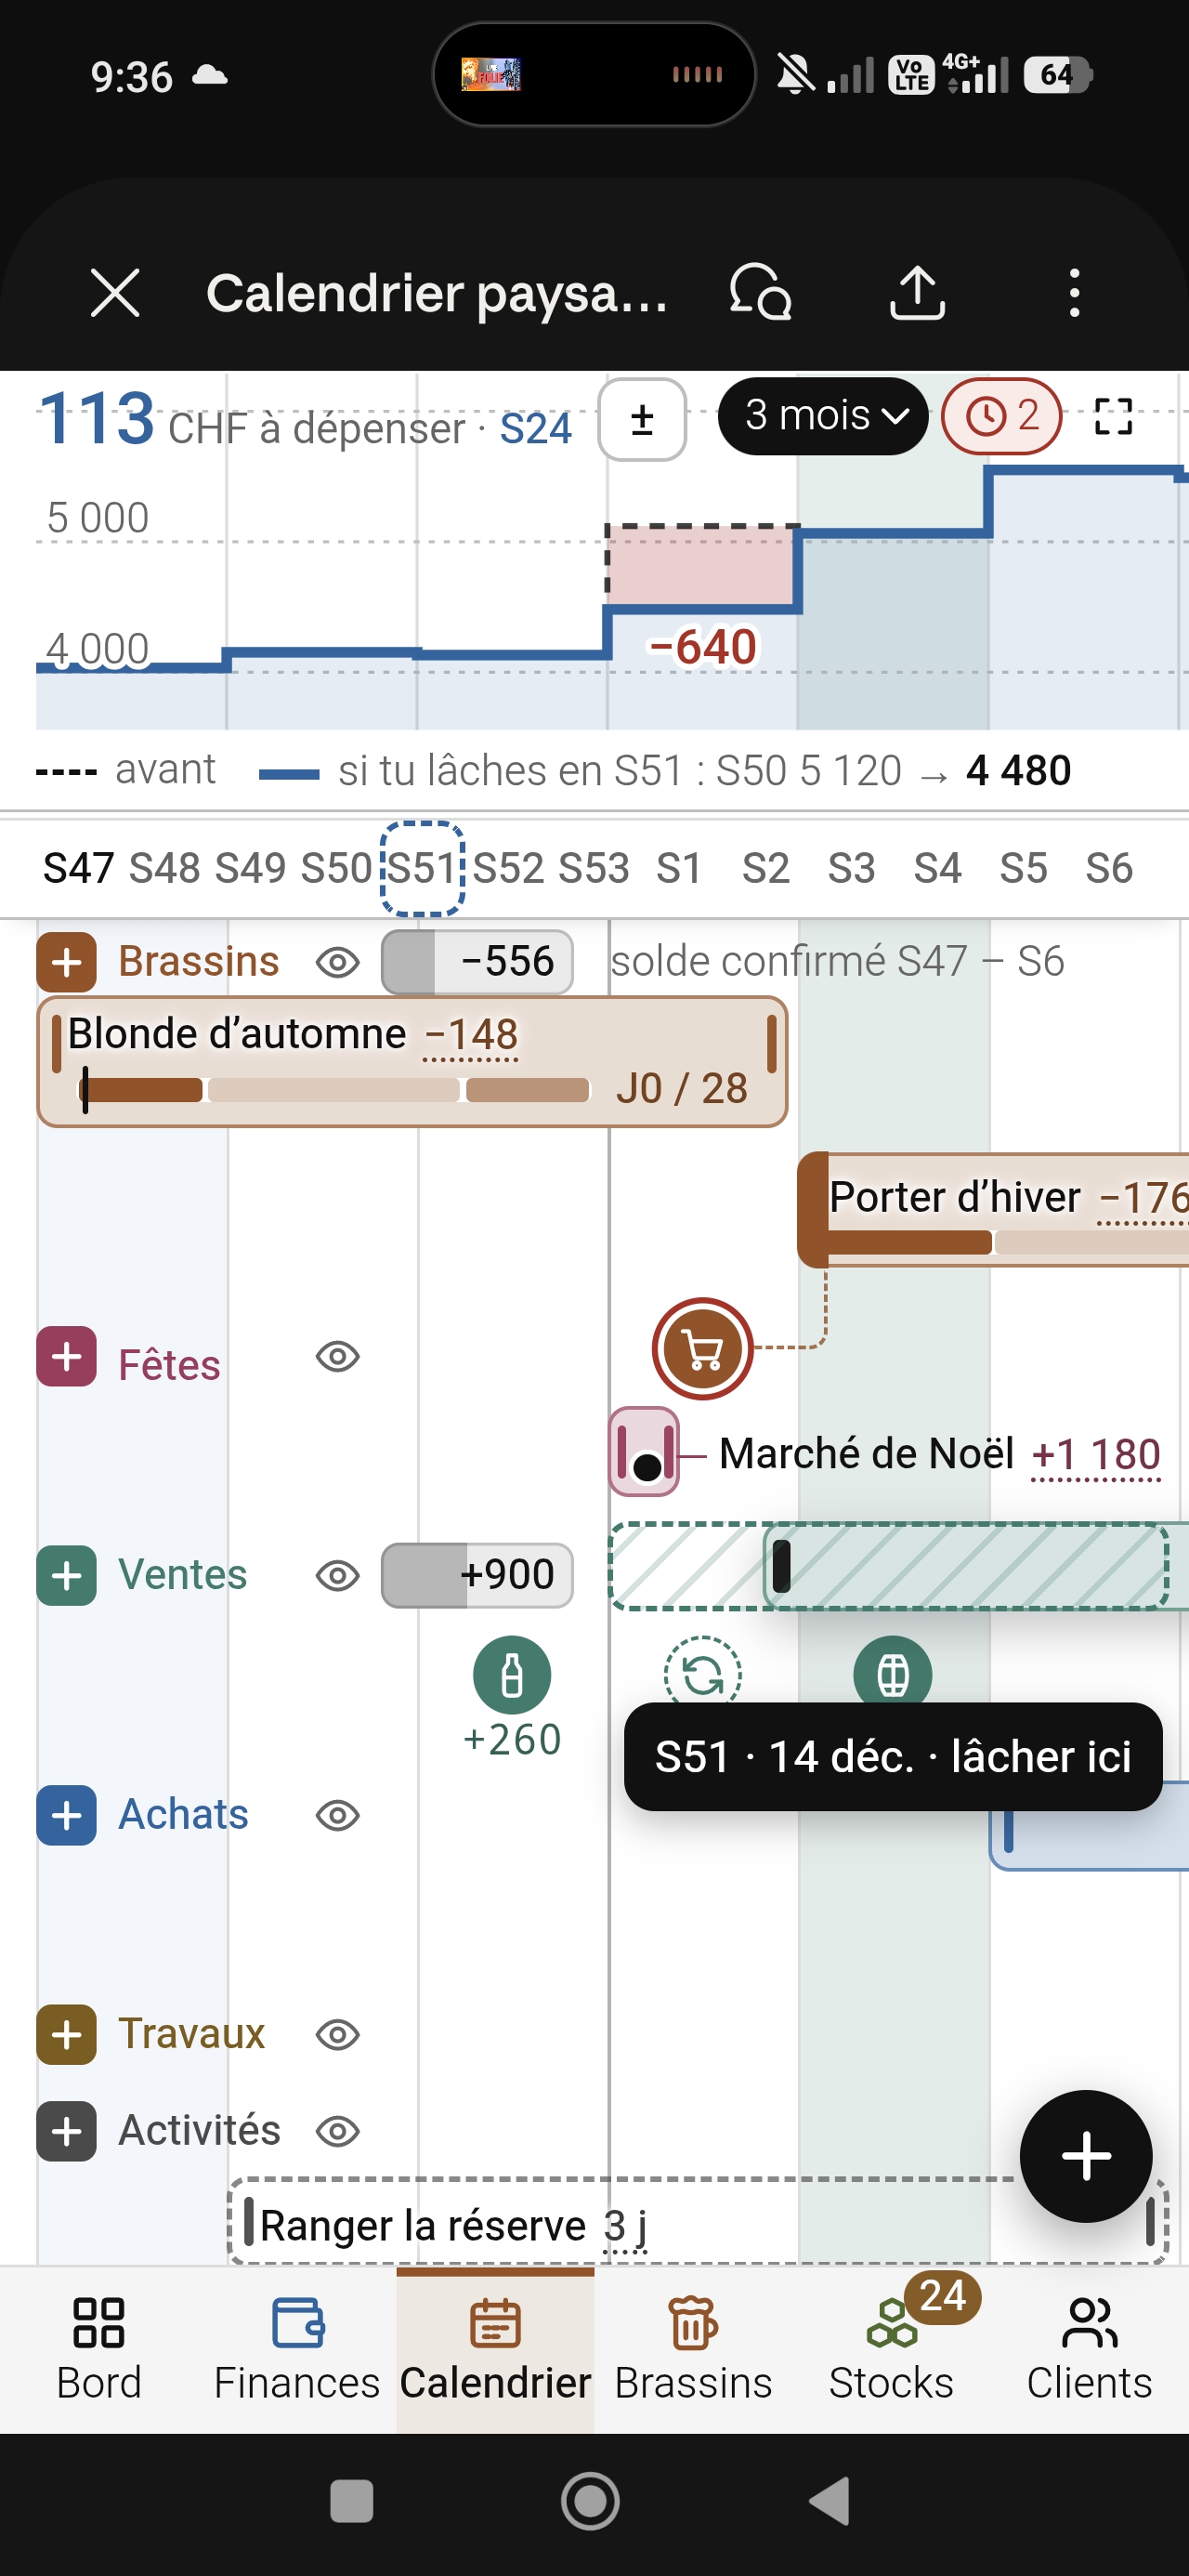 9:36
Vo LTE 4G+ 64
Calendrier paysa...
113 CHF à dépenser · S24 ± 3 mois 2
5 000
4 000
−640
avant si tu lâches en S51 : S50 5 120 → 4 480
S47 S48 S49 S50 S51 S52 S53 S1 S2 S3 S4 S5 S6
Brassins −556 solde confirmé S47 – S6
Blonde d’automne −148
J0 / 28
Porter d’hiver −176
Fêtes
Marché de Noël +1 180
Ventes +900
+260
S51 · 14 déc. · lâcher ici
Achats
Travaux
Activités
Ranger la réserve 3 j
24
Bord Finances Calendrier Brassins Stocks Clients